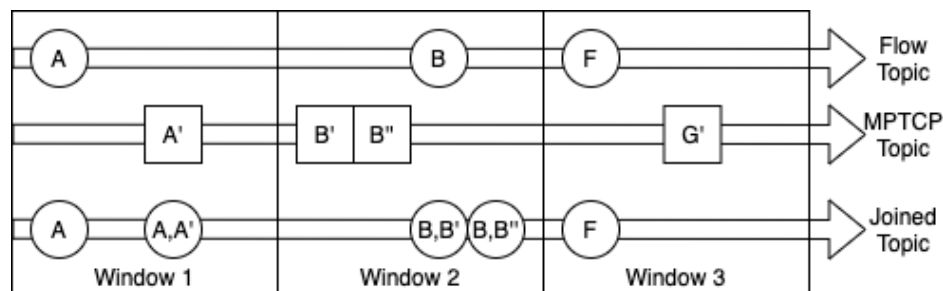 A
B
F
Flow
Topic
A'
B'
B"
G'
MPTCP
Topic
A
A,A'
B,B'
B,B"
F
Joined
Topic
Window 1
Window 2
Window 3